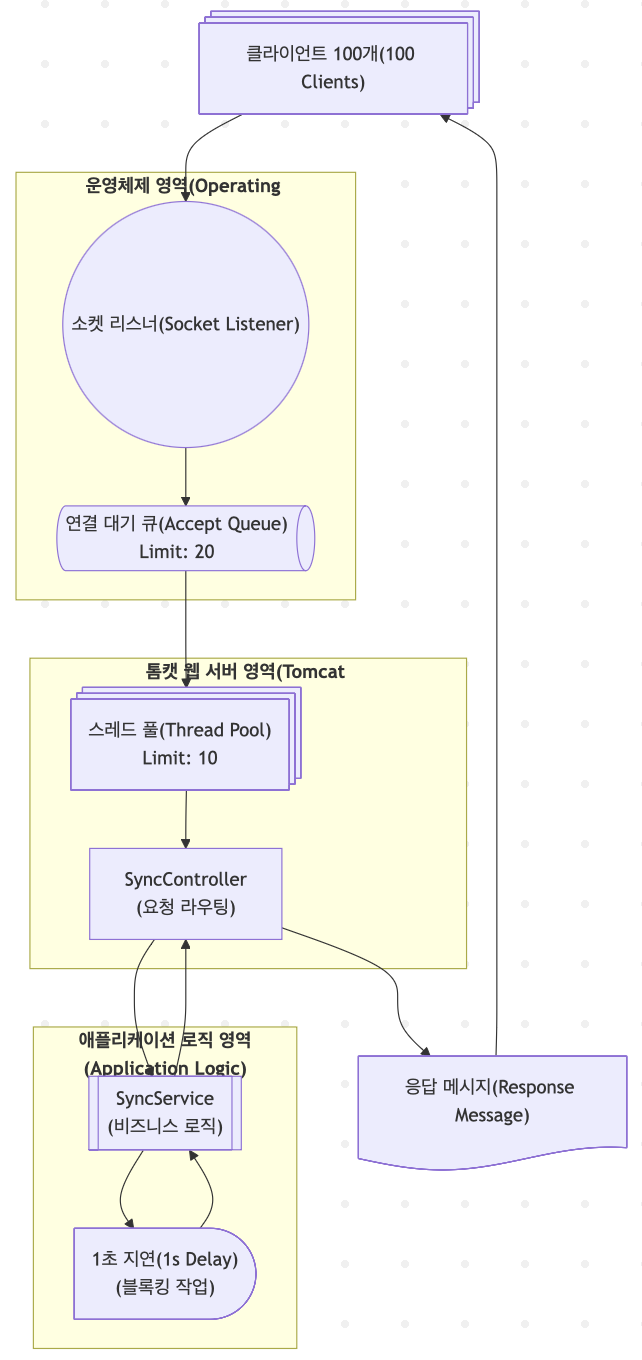 클라이언트 100개(100
Clients)
운영체제 영역(Operating
소켓 리스너(Socket Listener)
연결 대기 큐(Accept Queue)
Limit: 20
톰캣 웹 서버 영역(Tomcat
스레드 풀(Thread Pool)
Limit: 10
SyncController
(요청 라우팅)
애플리케이션 로직 영역
(Application Logic)
SyncService
(비즈니스 로직)
응답 메시지(Response
Message)
1초 지연(1s Delay)
(블록킹 작업)